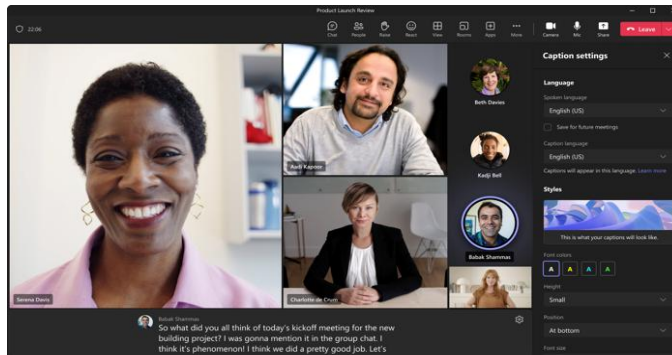 Product Launch Review
22:06
Chat
People
Raise
React
View
Rooms
Apps
More
Camera
Mic
Share
Leave
Serena Davis
Aadi Kapoor
Charlotte de Crum
Beth Davies
Kadji Bell
Babak Shammas
Babak Shammas
So what did you all think of today's kickoff meeting for the new
building project? I was gonna mention it in the group chat. I
think it's phenomenon! I think we did a pretty good job. Let's
Caption settings
Language
Spoken language
English (US)
Save for future meetings
Caption language
English (US)
Captions will appear in this language. Learn more
Styles
This is what your captions will look like.
Font colors
A A A A
Height
Small
Position
At bottom
Font size